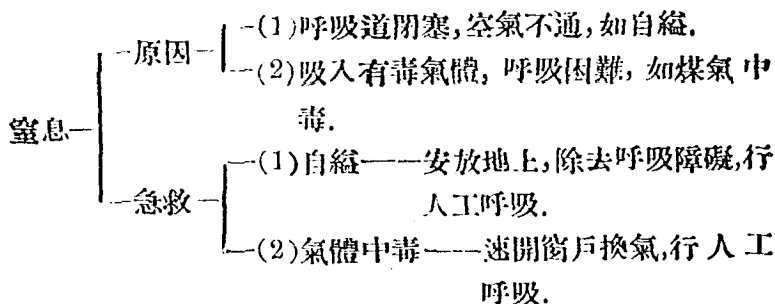 窒息
原因
(1)呼吸道閉塞,空氣不通,如自縊.
(2)吸入有毒氣體,呼吸困難,如煤氣中
毒.
急救
(1)自縊——安放地上,除去呼吸障礙,行
人工呼吸.
(2)氣體中毒——速開窗戶換氣,行人工
呼吸.